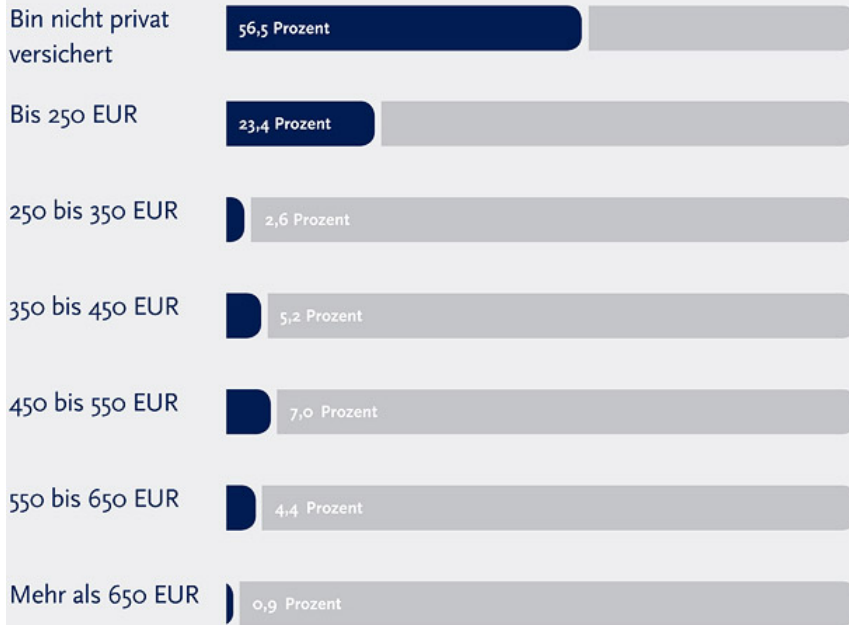 Bin nicht privat
versichert
56,5 Prozent
Bis 250 EUR
23,4 Prozent
250 bis 350 EUR
2,6 Prozent
350 bis 450 EUR
5,2 Prozent
450 bis 550 EUR
7,0 Prozent
550 bis 650 EUR
4,4 Prozent
Mehr als 650 EUR
0,9 Prozent